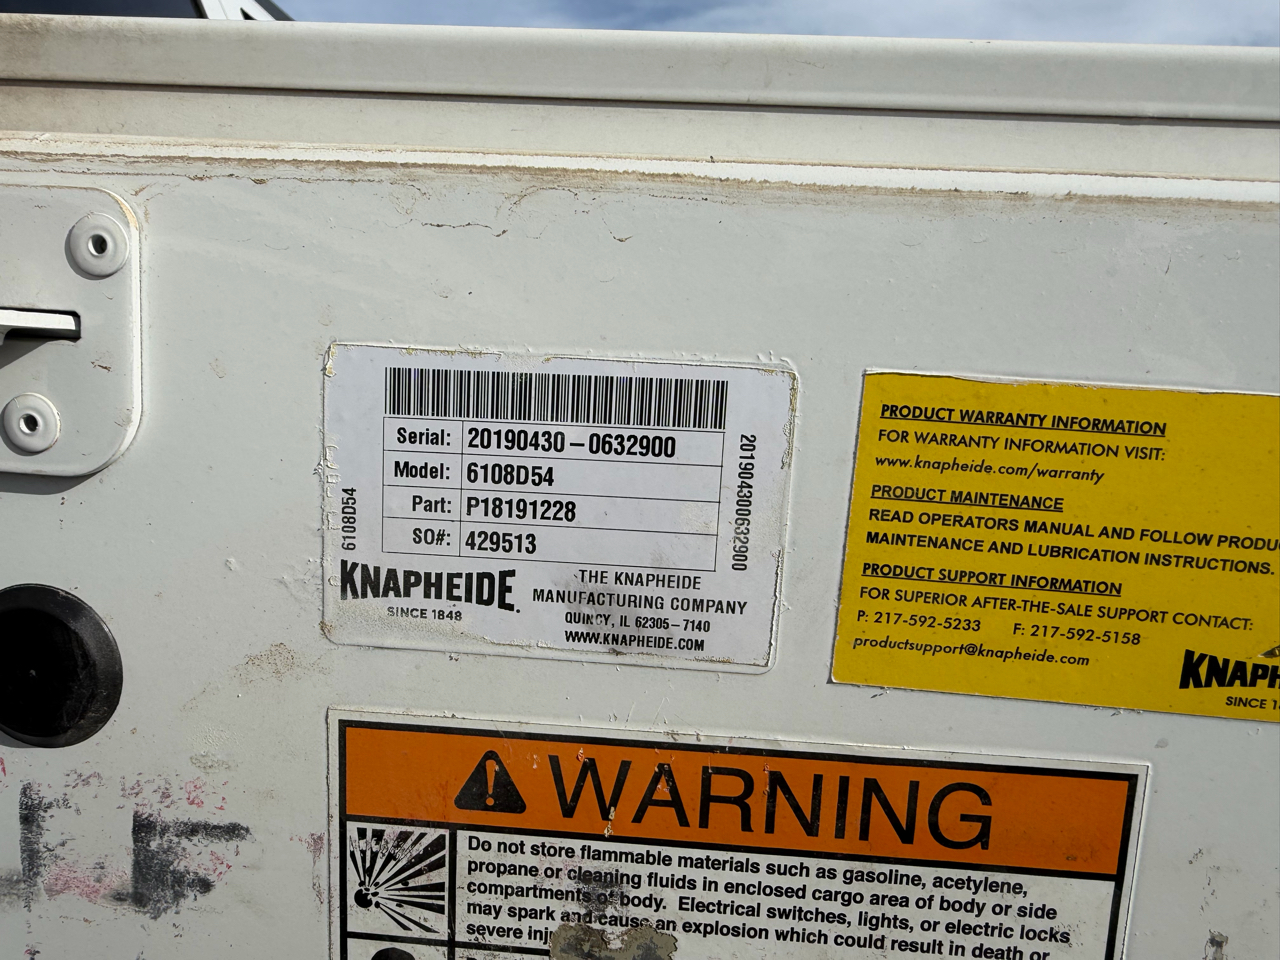 Serial: 20190430-0632900
Model: 6108D54
Part: P18191228
SO#: 429513
6108D54
201904300632900
KNAPHEIDE
SINCE 1848
THE KNAPHEIDE
MANUFACTURING COMPANY
QUINCY, IL 62305-7140
WWW.KNAPHEIDE.COM
PRODUCT WARRANTY INFORMATION
FOR WARRANTY INFORMATION VISIT:
www.knapheide.com/warranty
PRODUCT MAINTENANCE
READ OPERATORS MANUAL AND FOLLOW
MAINTENANCE AND LUBRICATION INSTRUCTIONS.
PRODUCT SUPPORT INFORMATION
FOR SUPERIOR AFTER-THE-SALE SUPPORT CONTACT:
P: 217-592-5233 F: 217-592-5158
productsupport@knapheide.com
KNAPH
SINCE 1
WARNING
Do not store flammable materials such as gasoline, acetylene,
propane or cleaning fluids in enclosed cargo area of body or side
compartments of body. Electrical switches, lights, or electric locks
may spark and cause an explosion which could result in death or
severe